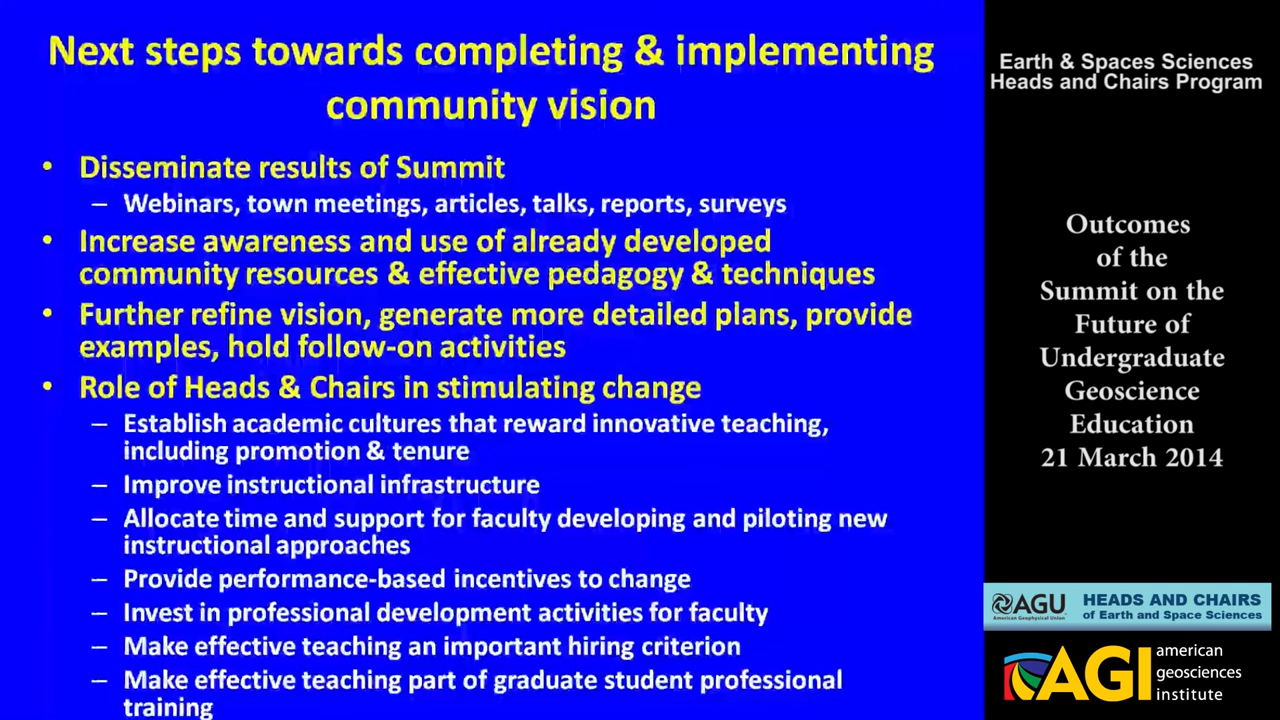 Next steps towards completing & implementing
community vision
• Disseminate results of Summit
– Webinars, town meetings, articles, talks, reports, surveys
• Increase awareness and use of already developed
community resources & effective pedagogy & techniques
• Further refine vision, generate more detailed plans, provide
examples, hold follow-on activities
• Role of Heads & Chairs in stimulating change
– Establish academic cultures that reward innovative teaching,
including promotion & tenure
– Improve instructional infrastructure
– Allocate time and support for faculty developing and piloting new
instructional approaches
– Provide performance-based incentives to change
– Invest in professional development activities for faculty
– Make effective teaching an important hiring criterion
– Make effective teaching part of graduate student professional
training
Earth & Spaces Sciences
Heads and Chairs Program
Outcomes
of the
Summit on the
Future of
Undergraduate
Geoscience
Education
21 March 2014
AGU
American Geophysical Union
HEADS AND CHAIRS
of Earth and Space Sciences
AGI
american
geosciences
institute